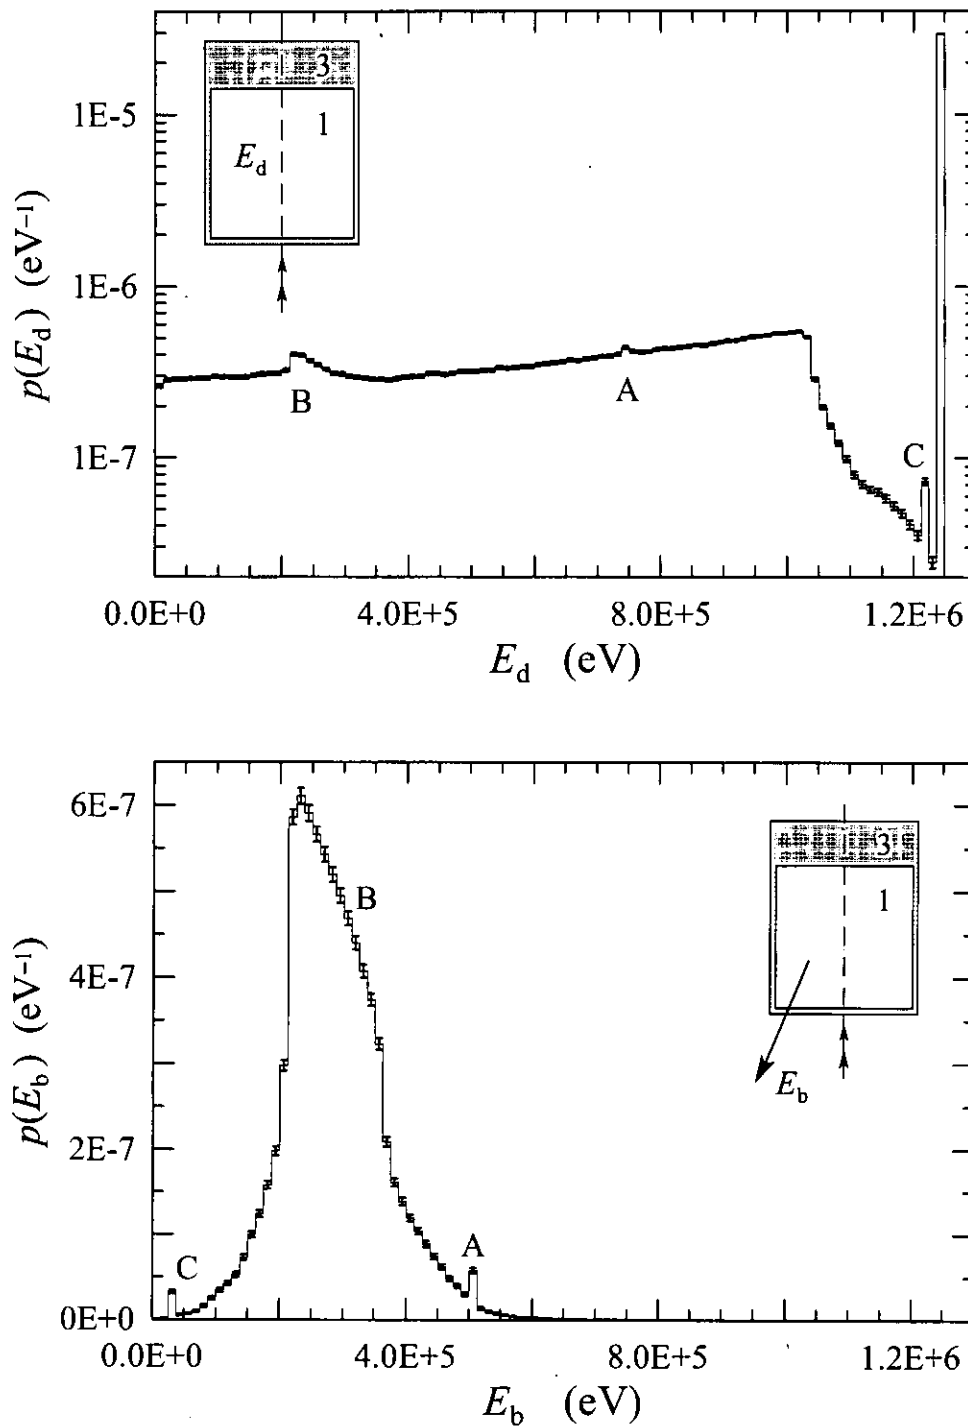 3
1
E_d
1E-5
1E-6
1E-7
p(E_d) (eV⁻¹)
B
A
C
0.0E+0
4.0E+5
8.0E+5
1.2E+6
E_d (eV)
6E-7
4E-7
2E-7
0E+0
p(E_b) (eV⁻¹)
3
1
E_b
B
A
C
0.0E+0
4.0E+5
8.0E+5
1.2E+6
E_b (eV)